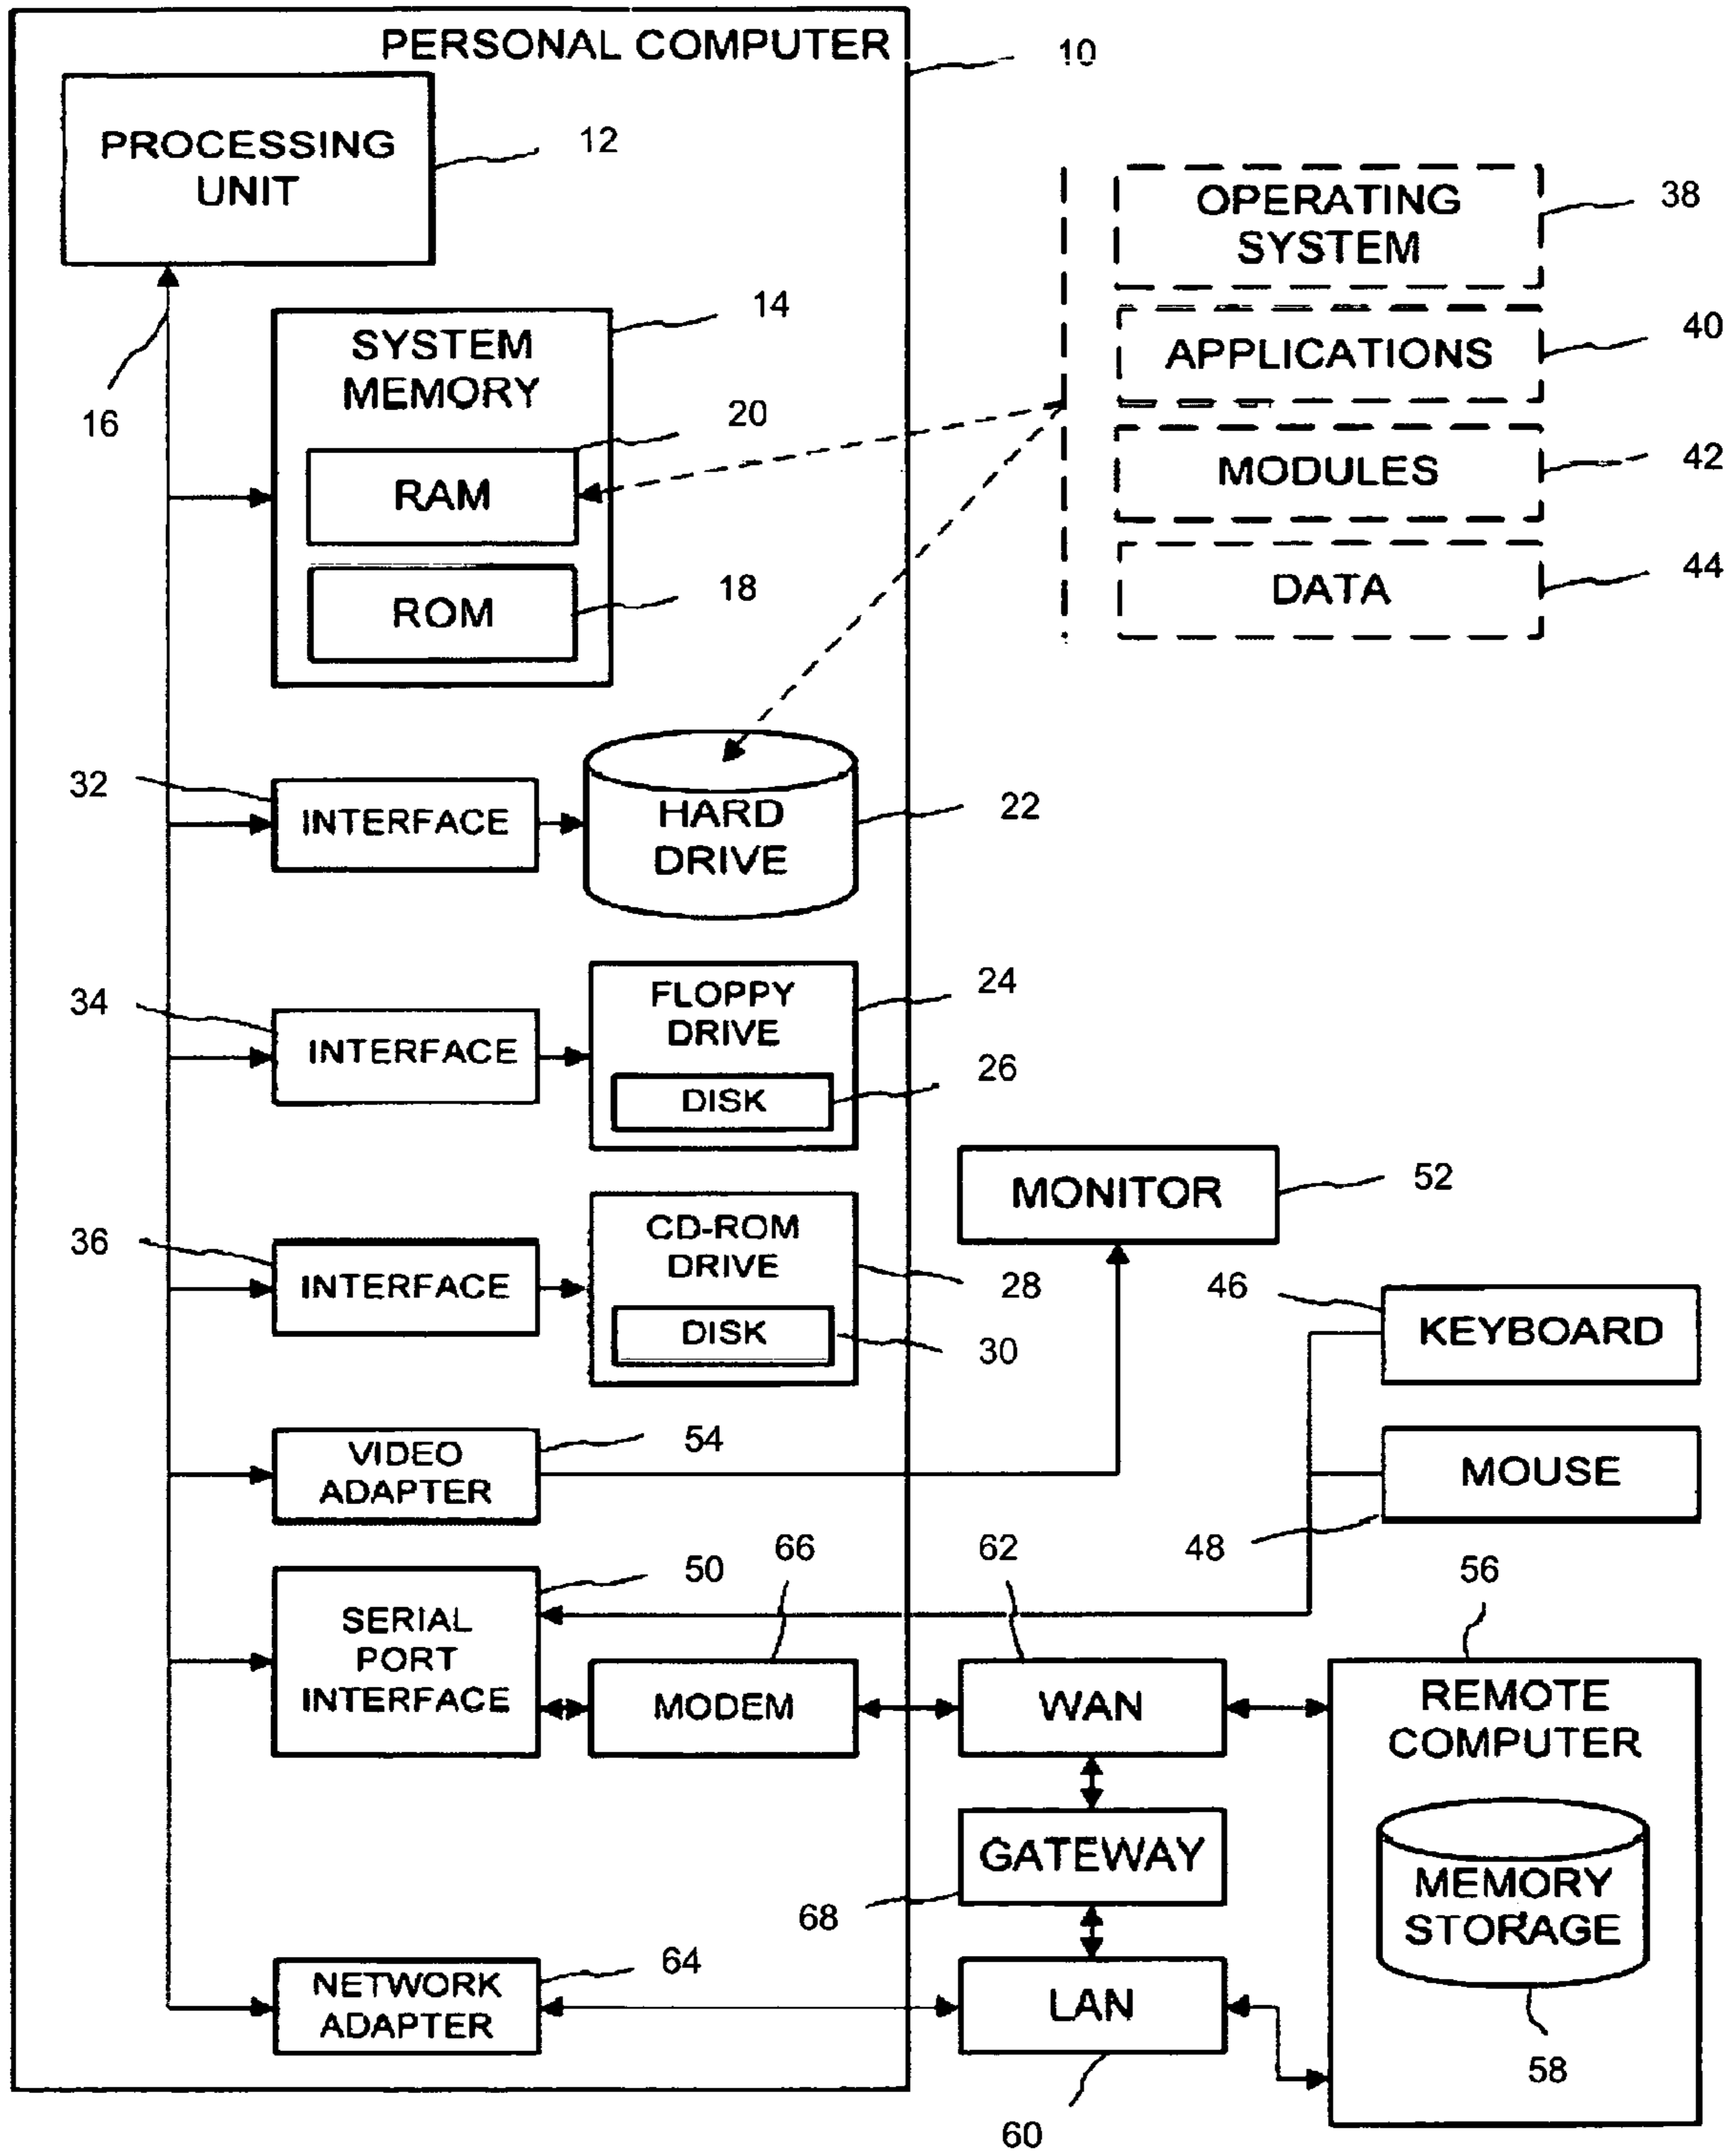 PERSONAL COMPUTER
10
PROCESSING
UNIT
12
16
14
SYSTEM
MEMORY
20
RAM
18
ROM
OPERATING
SYSTEM
38
APPLICATIONS
40
MODULES
42
DATA
44
32
INTERFACE
HARD
DRIVE
22
34
INTERFACE
FLOPPY
DRIVE
24
DISK
26
36
INTERFACE
CD-ROM
DRIVE
28
DISK
30
MONITOR
52
46
KEYBOARD
MOUSE
48
VIDEO
ADAPTER
54
50
SERIAL
PORT
INTERFACE
66
MODEM
62
WAN
56
REMOTE
COMPUTER
GATEWAY
68
MEMORY
STORAGE
58
64
NETWORK
ADAPTER
LAN
60